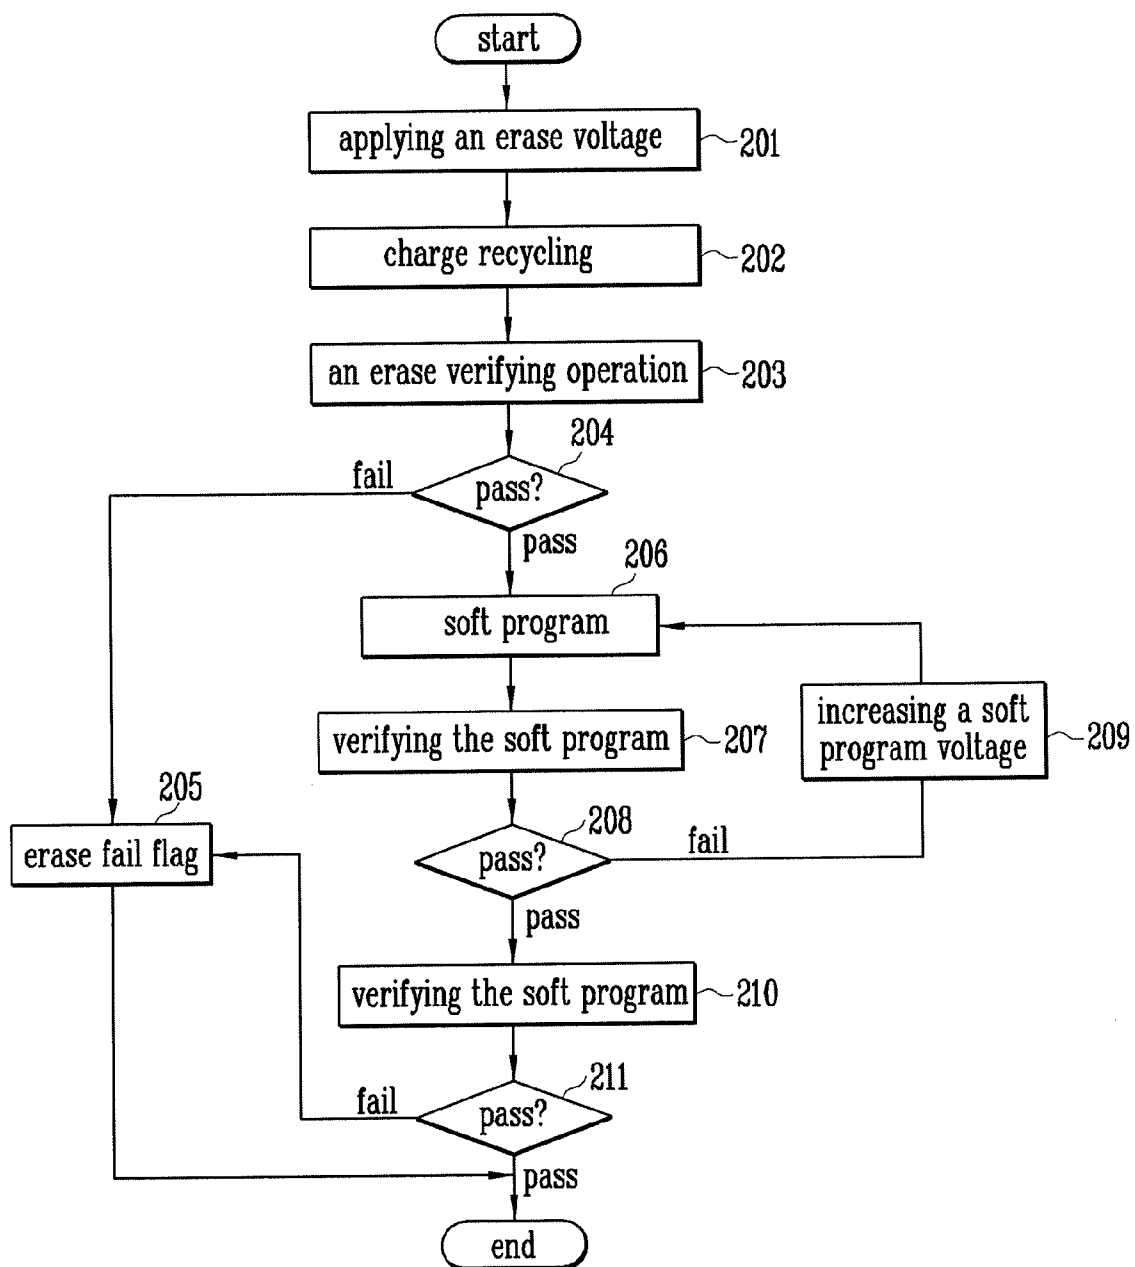 start
applying an erase voltage
201
charge recycling
202
an erase verifying operation
203
204
fail
pass?
pass
206
soft program
increasing a soft
program voltage
209
verifying the soft program
207
205
erase fail flag
208
pass?
fail
pass
verifying the soft program
210
211
fail
pass?
pass
end